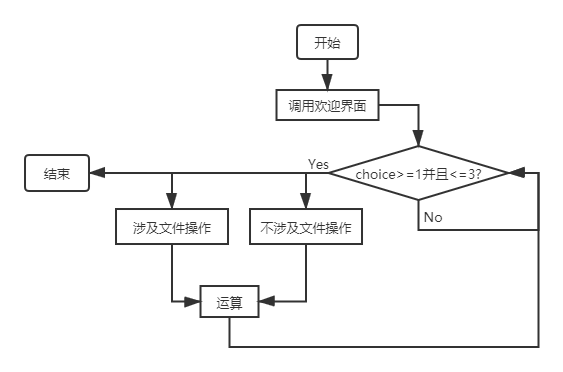 开始
调用欢迎界面
结束
Yes
choice>=1并且<=3?
No
涉及文件操作
不涉及文件操作
运算